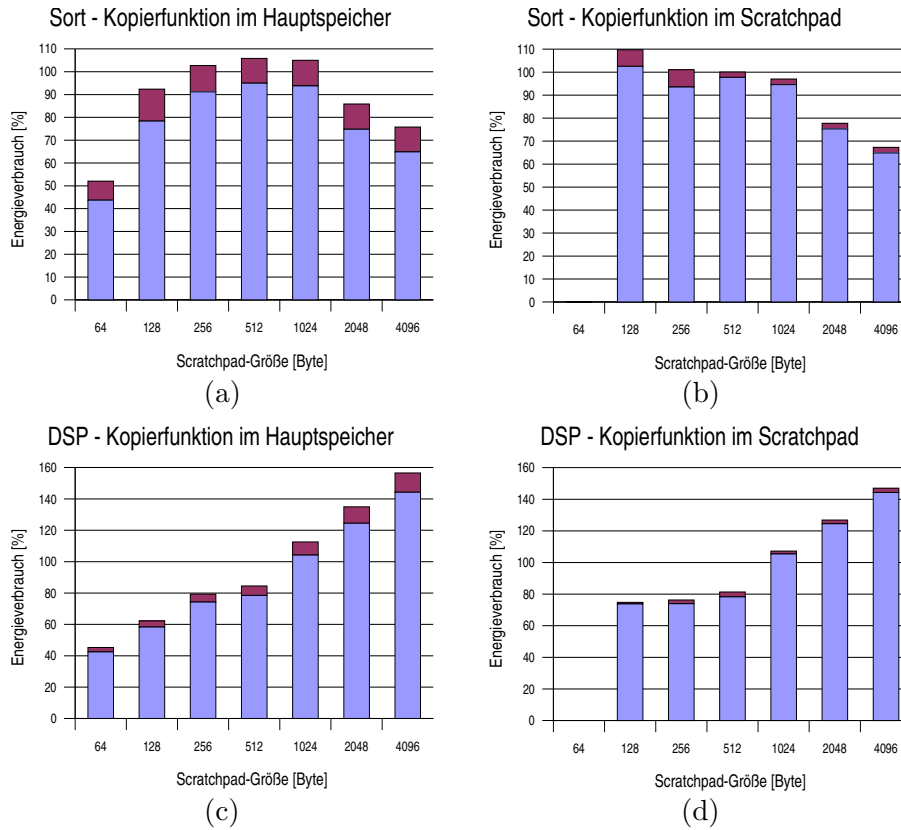 Sort - Kopierfunktion im Hauptspeicher
110
100
90
80
70
60
50
40
30
20
10
0
Energieverbrauch [%]
64 128 256 512 1024 2048 4096
Scratchpad-Größe [Byte]
(a)
Sort - Kopierfunktion im Scratchpad
110
100
90
80
70
60
50
40
30
20
10
0
Energieverbrauch [%]
64 128 256 512 1024 2048 4096
Scratchpad-Größe [Byte]
(b)
DSP - Kopierfunktion im Hauptspeicher
160
140
120
100
80
60
40
20
0
Energieverbrauch [%]
64 128 256 512 1024 2048 4096
Scratchpad-Größe [Byte]
(c)
DSP - Kopierfunktion im Scratchpad
160
140
120
100
80
60
40
20
0
Energieverbrauch [%]
64 128 256 512 1024 2048 4096
Scratchpad-Größe [Byte]
(d)